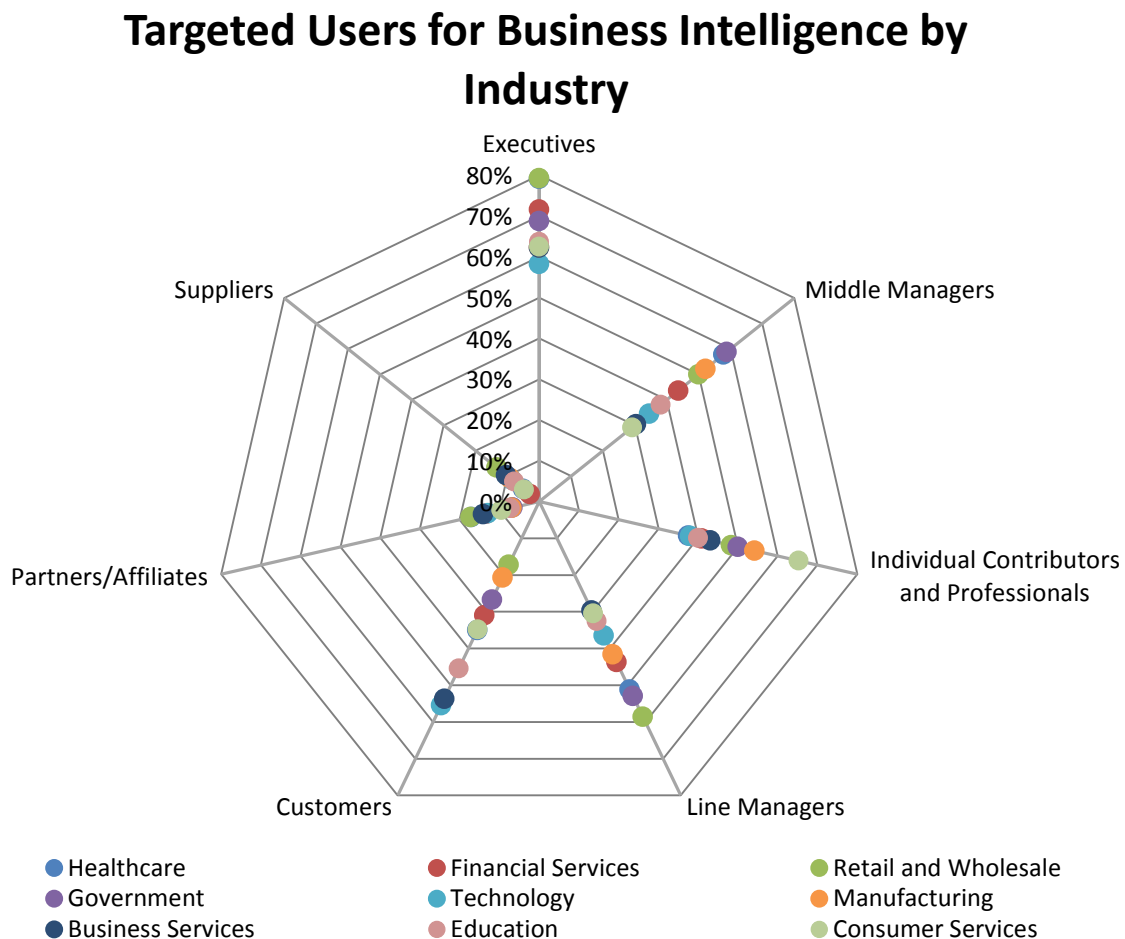 Targeted Users for Business Intelligence by
Industry
Executives
80%
70%
60%
50%
40%
30%
20%
10%
0%
Suppliers
Middle Managers
Partners/Affiliates
Individual Contributors
and Professionals
Customers
Line Managers
Healthcare
Financial Services
Retail and Wholesale
Government
Technology
Manufacturing
Business Services
Education
Consumer Services